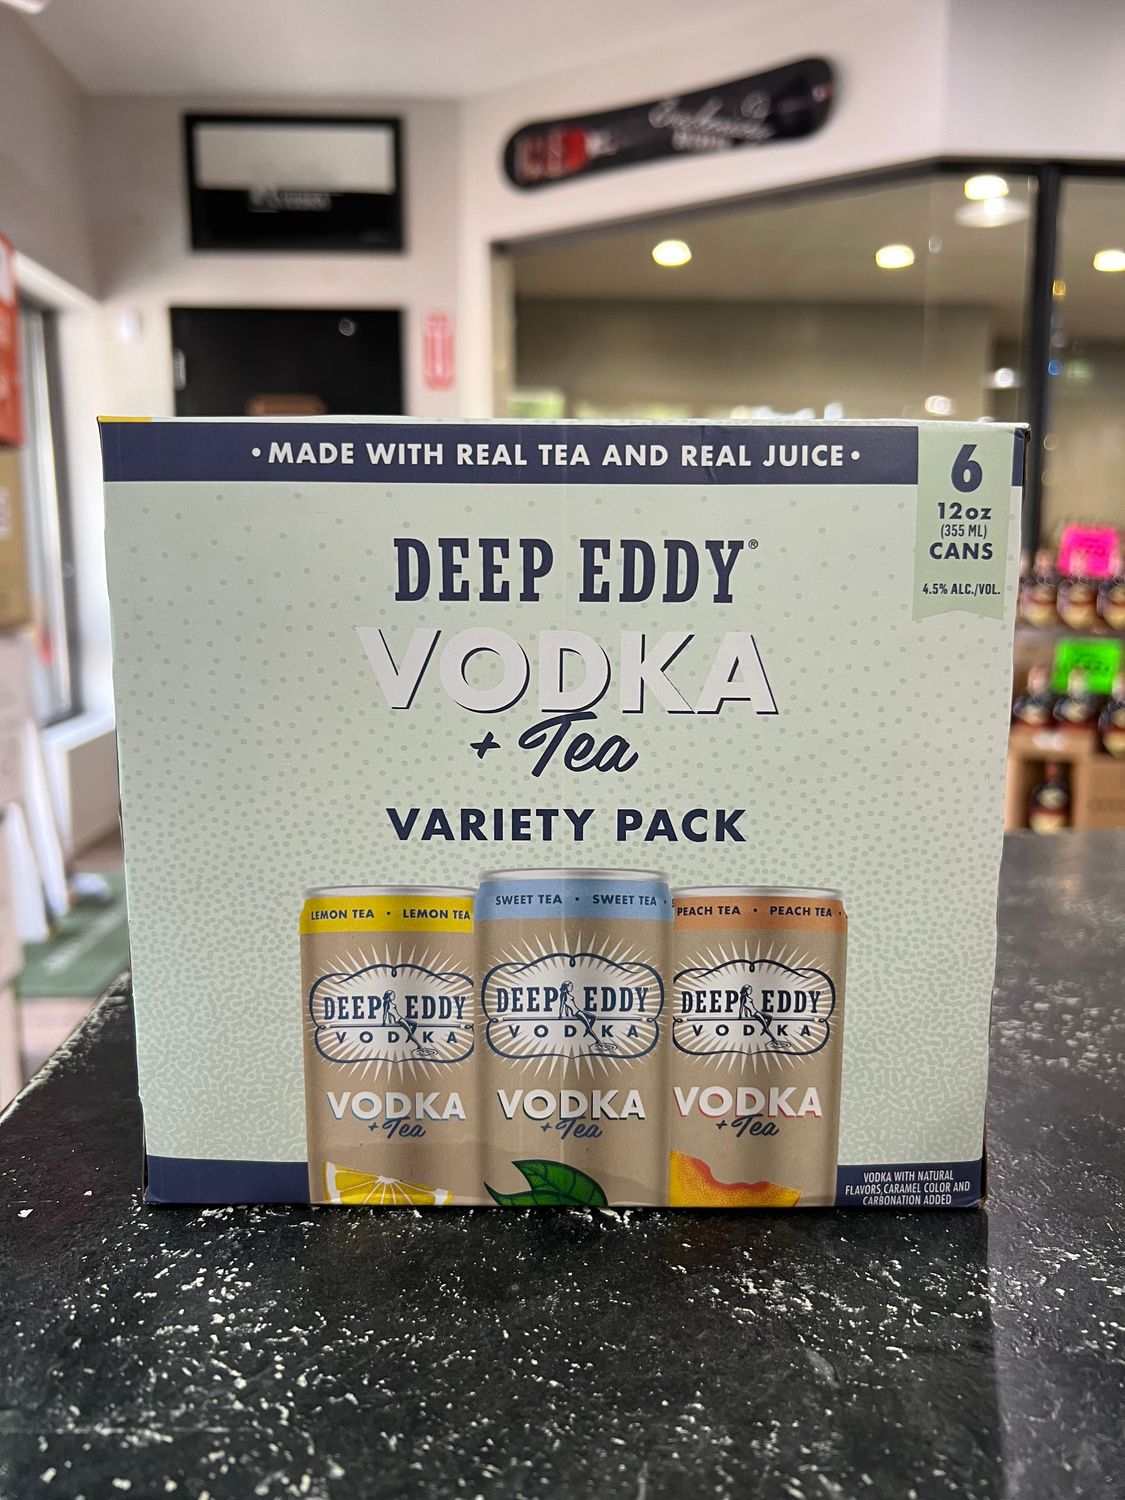 • MADE WITH REAL TEA AND REAL JUICE •
6
12oz
(355 ML)
CANS
4.5% ALC./VOL.
DEEP EDDY®
VODKA
+ Tea
VARIETY PACK
LEMON TEA • LEMON TEA
DEEP EDDY
VODKA
VODKA
+ Tea
SWEET TEA • SWEET TEA •
DEEP EDDY
VODKA
VODKA
+ Tea
PEACH TEA • PEACH TEA •
DEEP EDDY
VODKA
VODKA
+ Tea
VODKA WITH NATURAL
FLAVORS, CARAMEL COLOR AND
CARBONATION ADDED